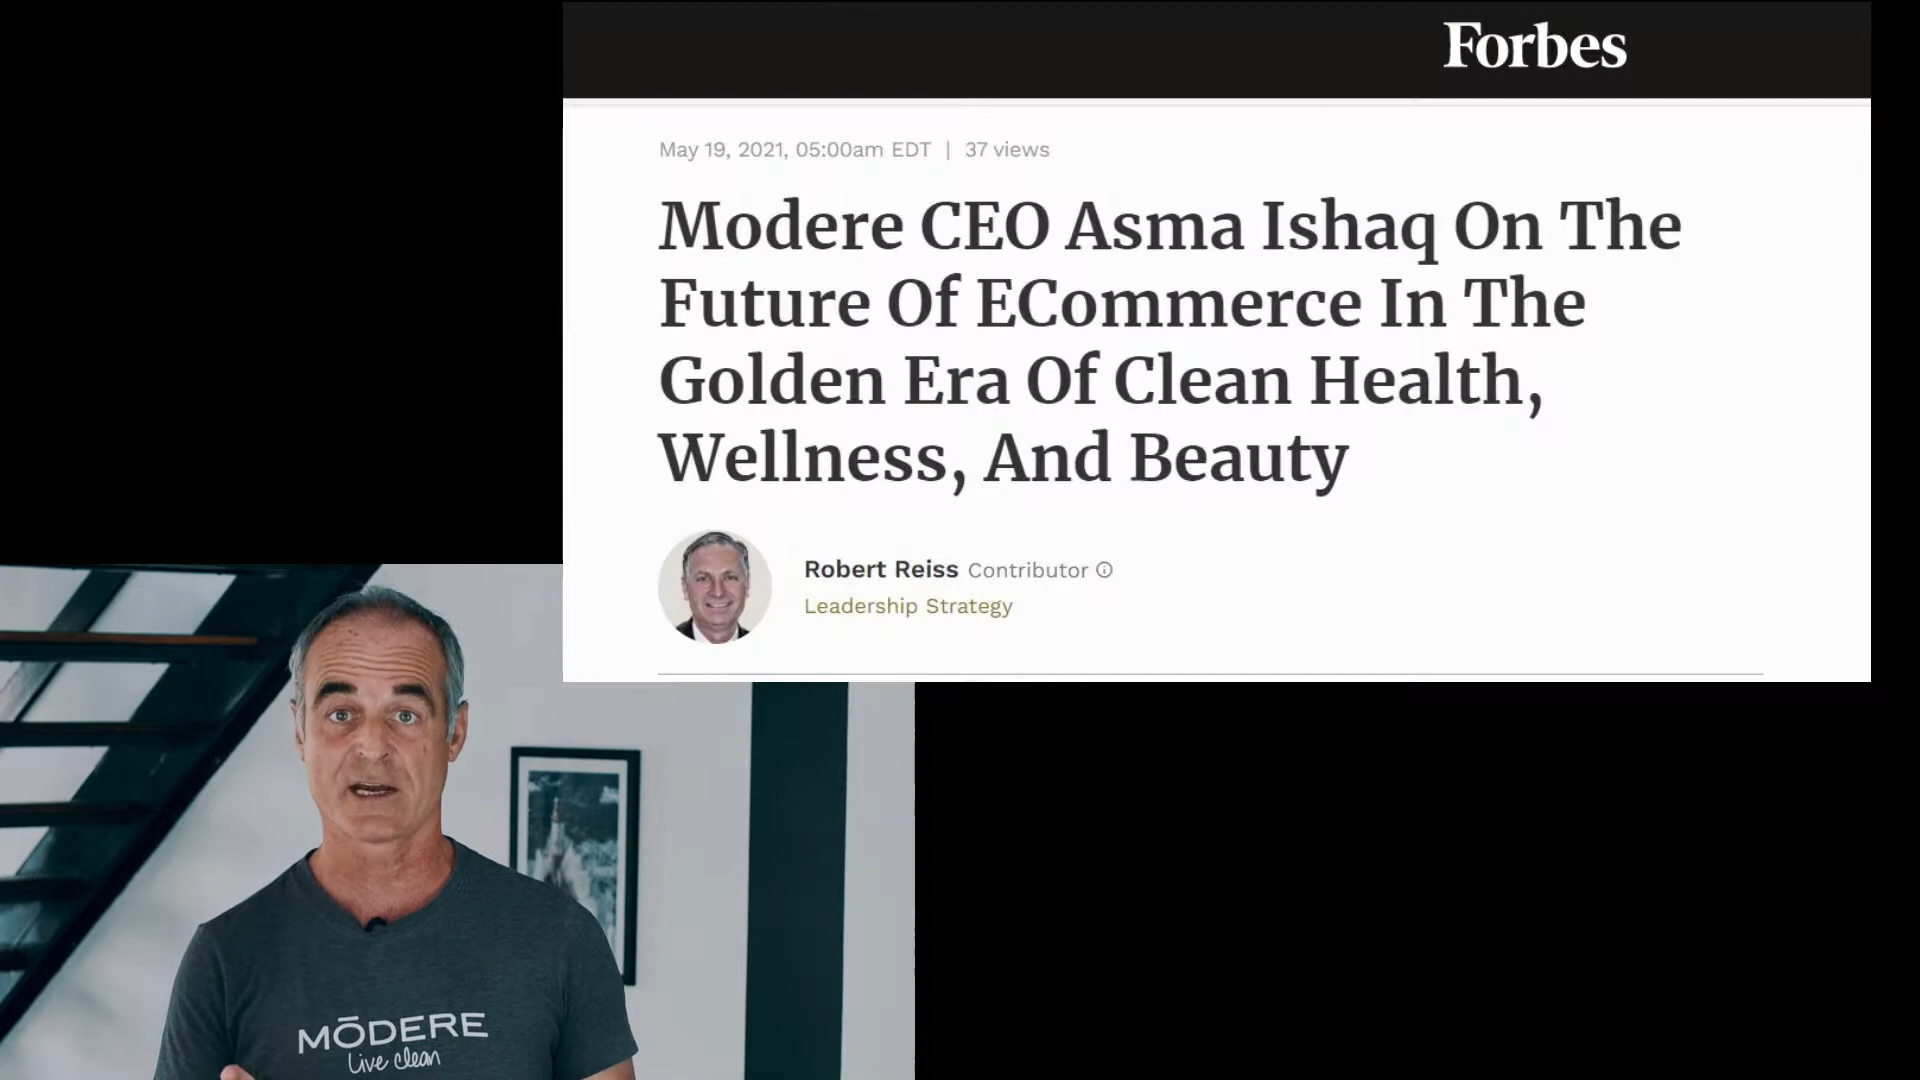 Forbes
May 19, 2021, 05:00am EDT | 37 views
Modere CEO Asma Ishaq On The
Future Of ECommerce In The
Golden Era Of Clean Health,
Wellness, And Beauty
Robert Reiss Contributor
Leadership Strategy
MŌDERE
Live clean